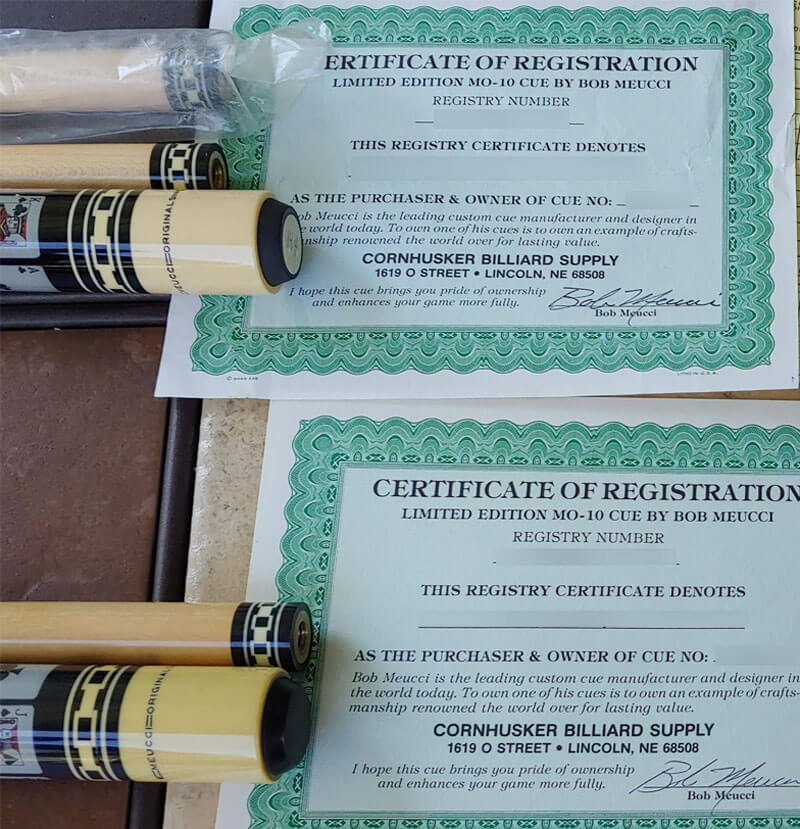 ERTIFICATE OF REGISTRATION
LIMITED EDITION MO-10 CUE BY BOB MEUCCI
REGISTRY NUMBER
THIS REGISTRY CERTIFICATE DENOTES
AS THE PURCHASER & OWNER OF CUE NO:
ob Meucci is the leading custom cue manufacturer and designer in
e world today. To own one of his cues is to own an example of crafts-
nship renowned the world over for lasting value.
CORNHUSKER BILLIARD SUPPLY
1619 O STREET • LINCOLN, NE 68508
I hope this cue brings you pride of ownership
and enhances your game more fully.
Bob Meucci
Bob Meucci
LITHO IN U.S.A.
K
A
MEUCCI ORIGINALS
CERTIFICATE OF REGISTRATION
LIMITED EDITION MO-10 CUE BY BOB MEUCCI
REGISTRY NUMBER
THIS REGISTRY CERTIFICATE DENOTES
AS THE PURCHASER & OWNER OF CUE NO:
Bob Meucci is the leading custom cue manufacturer and designer in
the world today. To own one of his cues is to own an example of crafts-
manship renowned the world over for lasting value.
CORNHUSKER BILLIARD SUPPLY
1619 O STREET • LINCOLN, NE 68508
I hope this cue brings you pride of ownership
and enhances your game more fully.
Bob Meucci
Bob Meucci
J
MEUCCI ORIGINAL